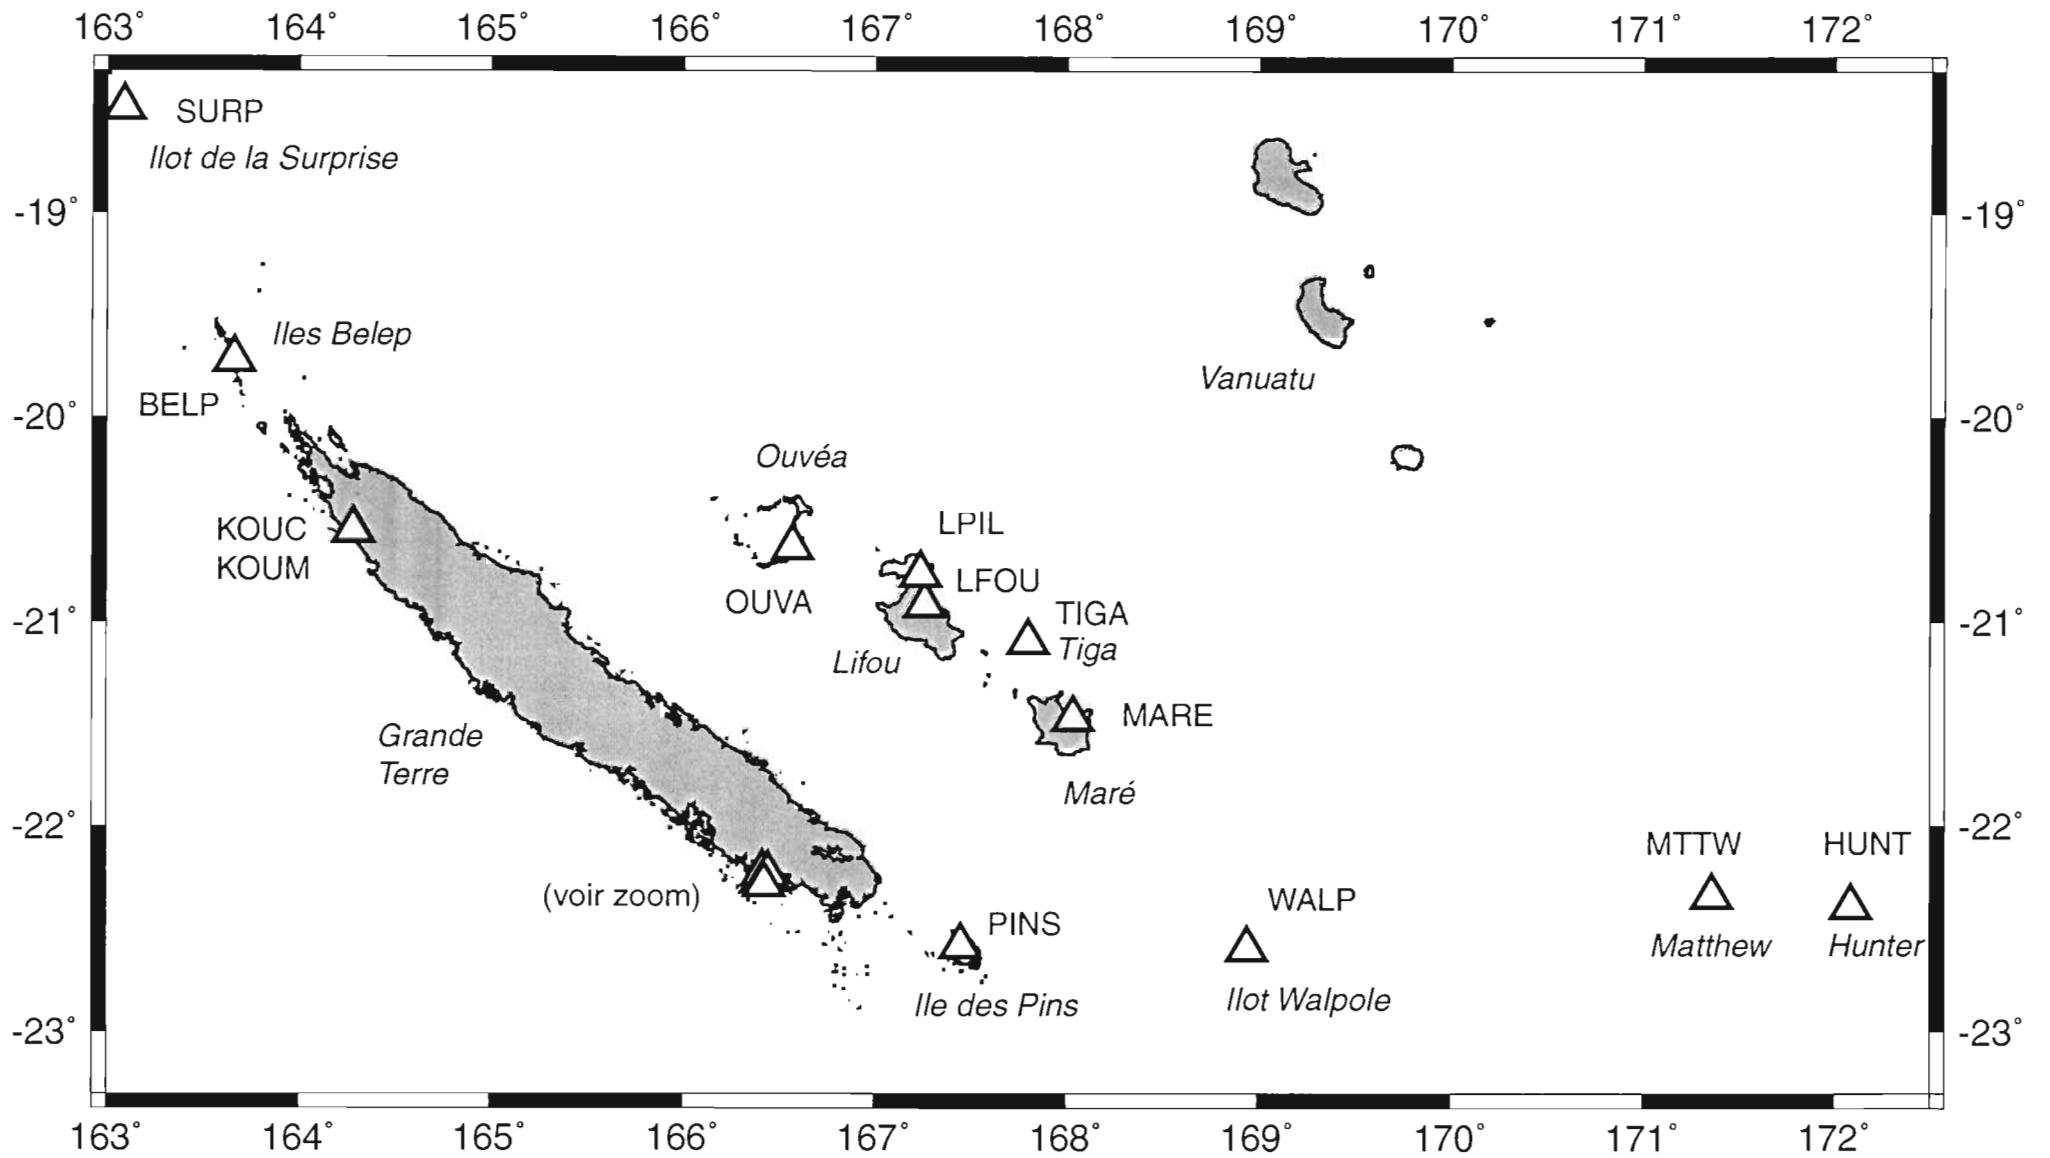 163° 164° 165° 166° 167° 168° 169° 170° 171° 172°
SURP
Ilot de la Surprise
-19° -19°
Iles Belep
Vanuatu
BELP
-20° -20°
Ouvéa
LPIL
KOUC
KOUM
LFOU
OUVA
TIGA
-21° -21°
Tiga
Lifou
MARE
Grande
Terre
Maré
-22° -22°
MTTW HUNT
(voir zoom)
WALP
PINS
Matthew Hunter
Ile des Pins
Ilot Walpole
-23° -23°
163° 164° 165° 166° 167° 168° 169° 170° 171° 172°